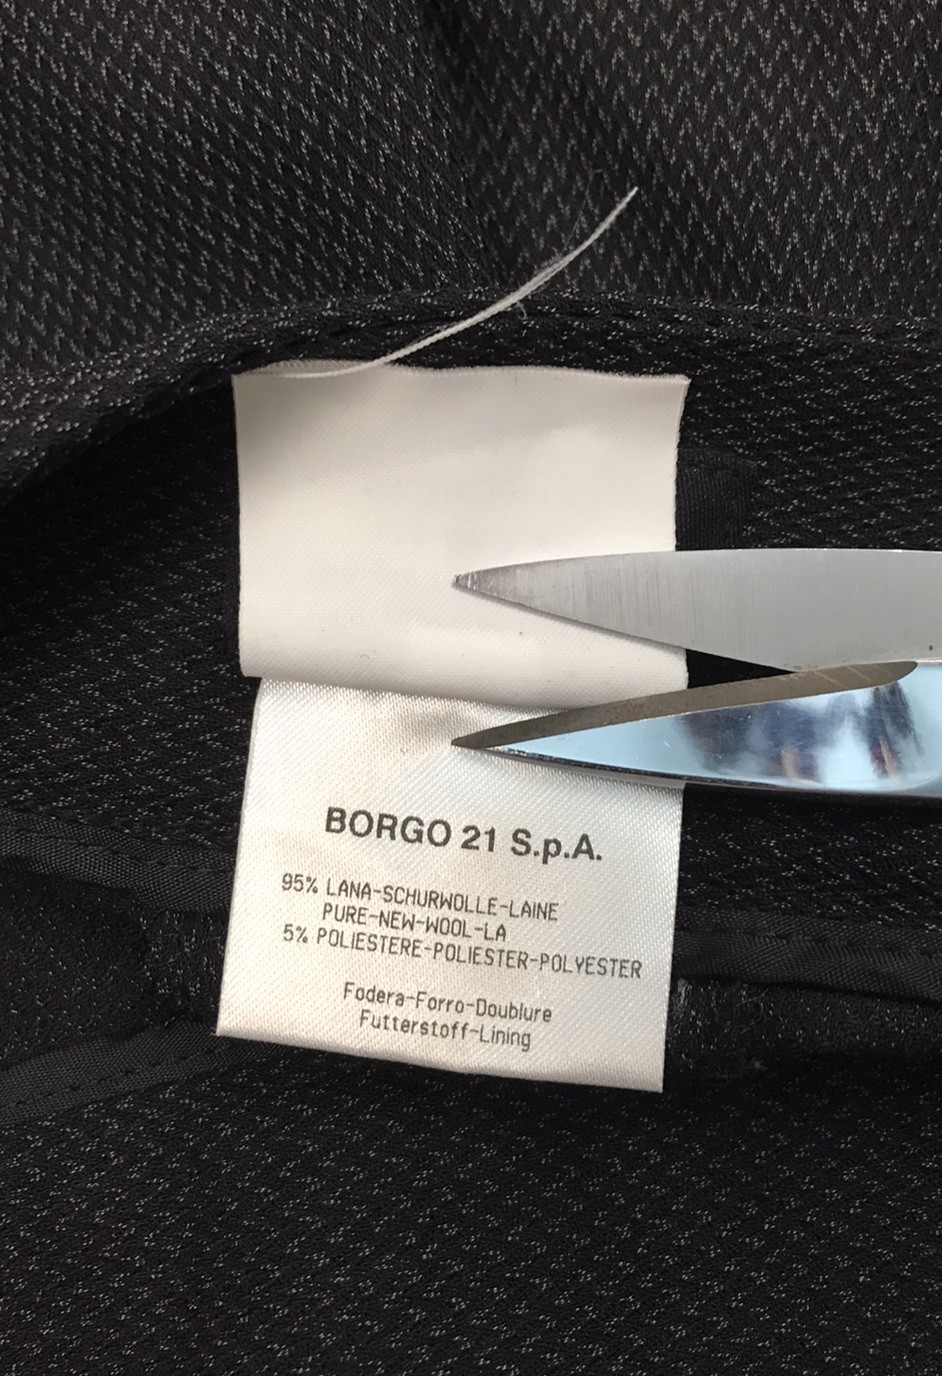 BORGO 21 S.p.A.
95% LANA-SCHURWOLLE-LAINE
PURE-NEW-WOOL-LA
5% POLIESTERE-POLIESTER-POLYESTER
Fodera-Forro-Doublure
Futterstoff-Lining